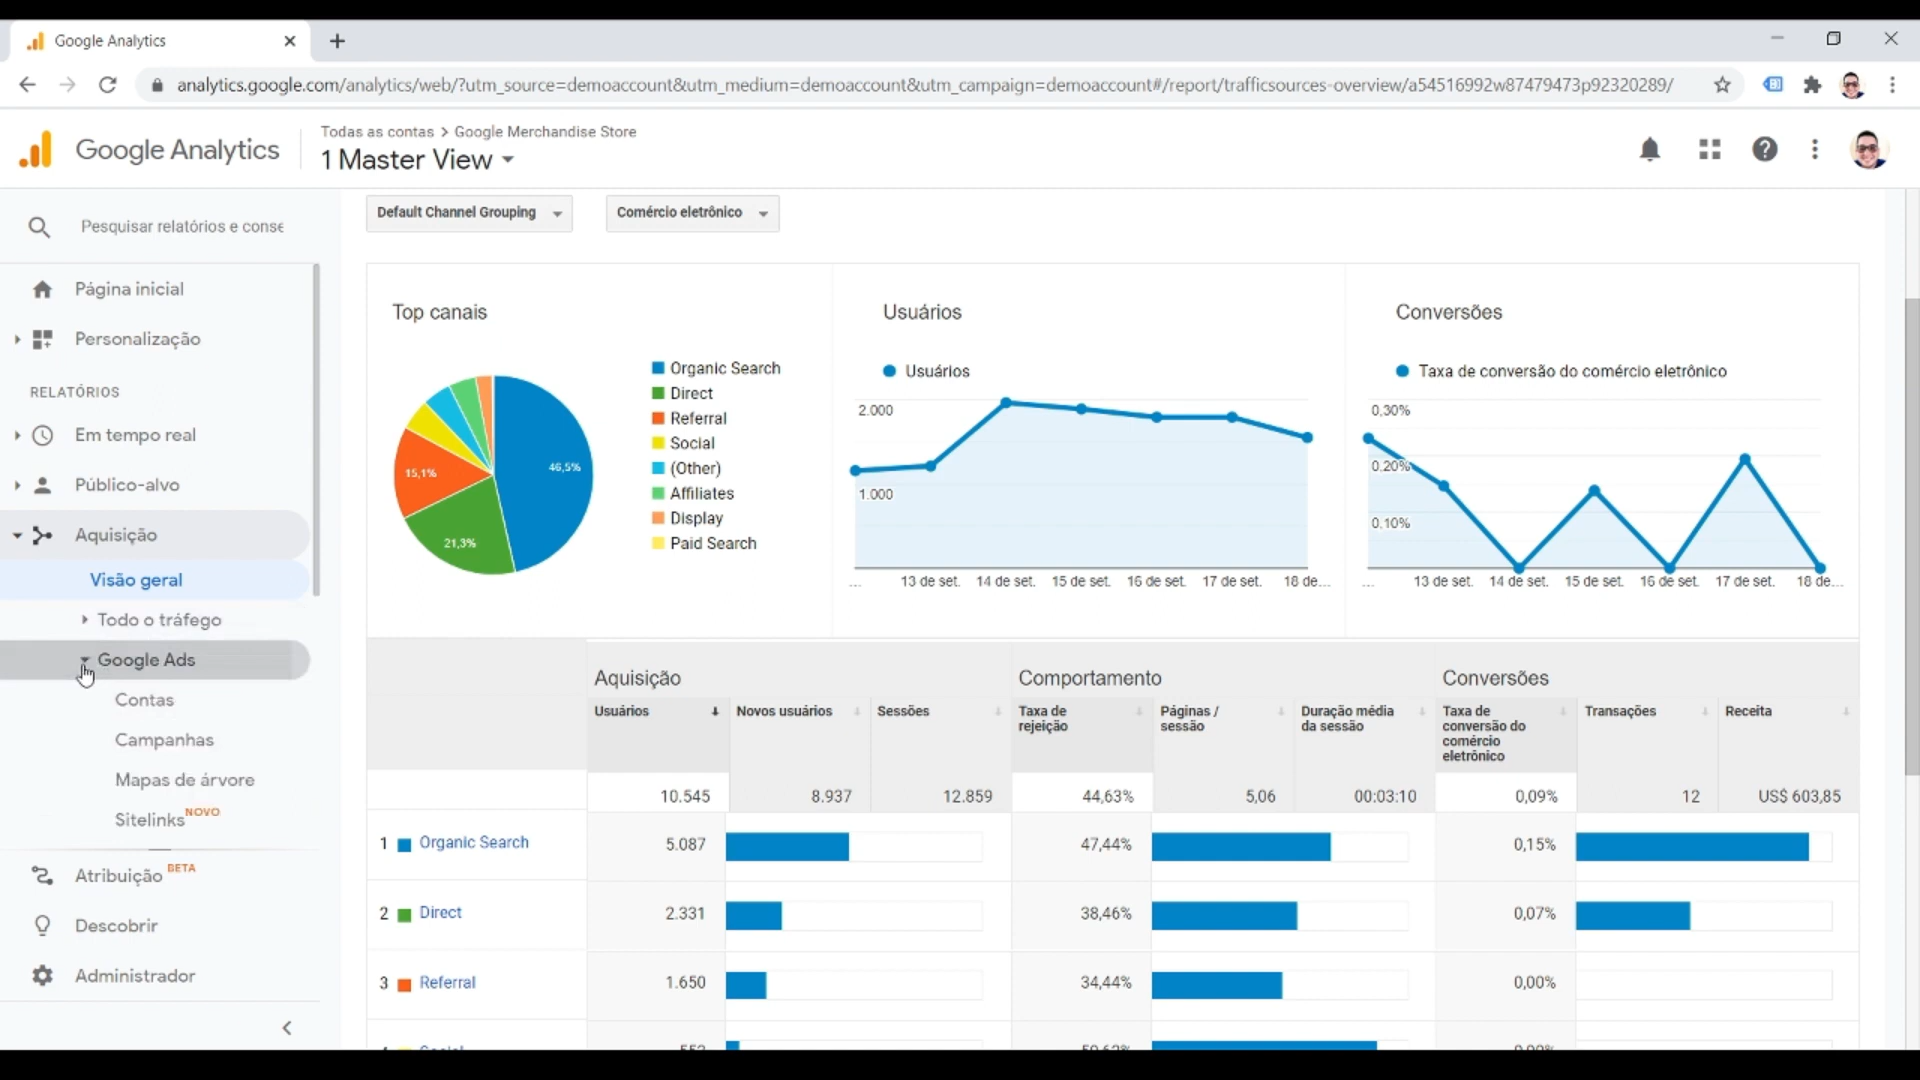 Google Analytics
analytics.google.com/analytics/web/?utm_source=demoaccount&utm_medium=demoaccount&utm_campaign=demoaccount#/report/trafficsources-overview/a54516992w87479473p92320289/
Google Analytics
Todas as contas > Google Merchandise Store
1 Master View
Pesquisar relatórios e conse
Página inicial
Personalização
RELATÓRIOS
Em tempo real
Público-alvo
Aquisição
Visão geral
Todo o tráfego
Google Ads
Contas
Campanhas
Mapas de árvore
Sitelinks NOVO
Atribuição BETA
Descobrir
Administrador
Default Channel Grouping
Comércio eletrônico
Top canais
46,5%
21,3%
15,1%
Organic Search
Direct
Referral
Social
(Other)
Affiliates
Display
Paid Search
Usuários
Usuários
2.000
1.000
... 13 de set. 14 de set. 15 de set. 16 de set. 17 de set. 18 de...
Conversões
Taxa de conversão do comércio eletrônico
0,30%
0,20%
0,10%
... 13 de set. 14 de set. 15 de set. 16 de set. 17 de set. 18 de...
Aquisição Comportamento Conversões
Usuários
Novos usuários
Sessões
Taxa de
rejeição
Páginas /
sessão
Duração média
da sessão
Taxa de
conversão do
comércio
eletrônico
Transações
Receita
10.545 8.937 12.859 44,63% 5,06 00:03:10 0,09% 12 US$ 603,85
1 Organic Search 5.087 47,44% 0,15%
2 Direct 2.331 38,46% 0,07%
3 Referral 1.650 34,44% 0,00%